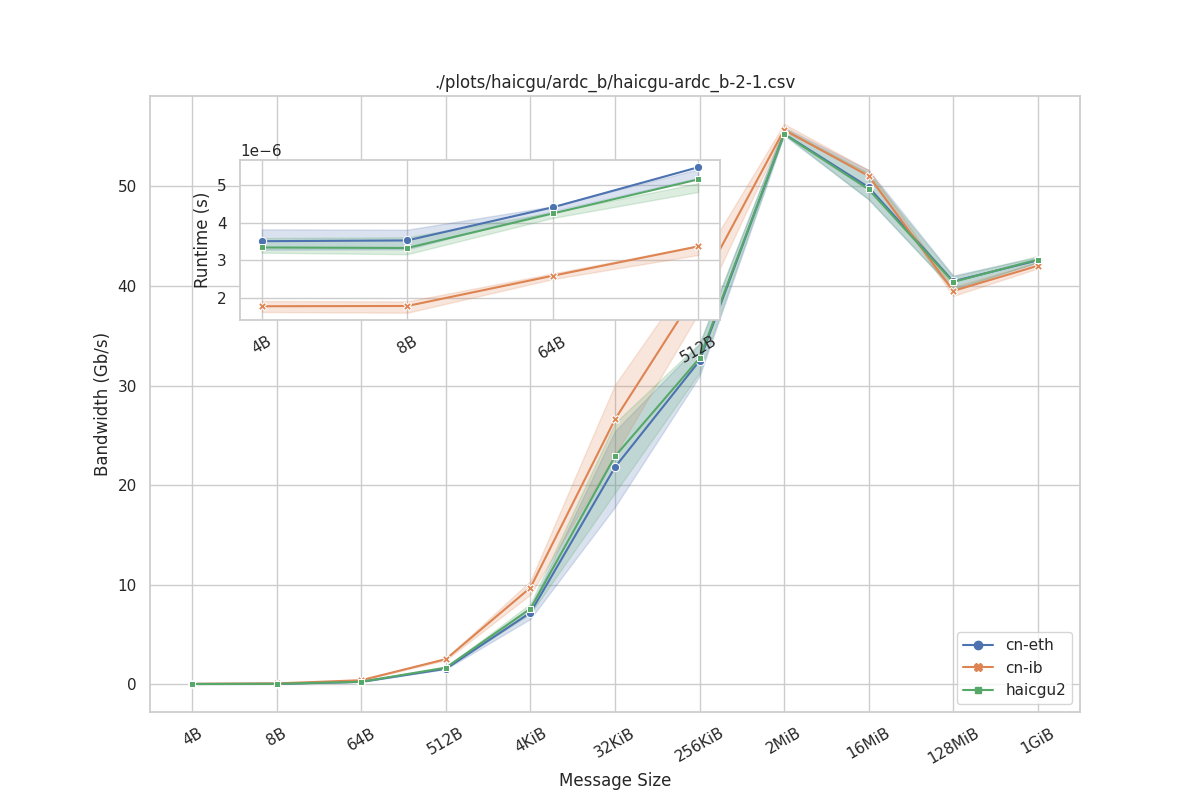 ./plots/haicgu/ardc_b/haicgu-ardc_b-2-1.csv
1e−6
5
4
3
2
Runtime (s)
4B
8B
64B
512B
50
40
30
20
10
0
Bandwidth (Gb/s)
cn-eth
cn-ib
haicgu2
4B
8B
64B
512B
4KiB
32KiB
256KiB
2MiB
16MiB
128MiB
1GiB
Message Size